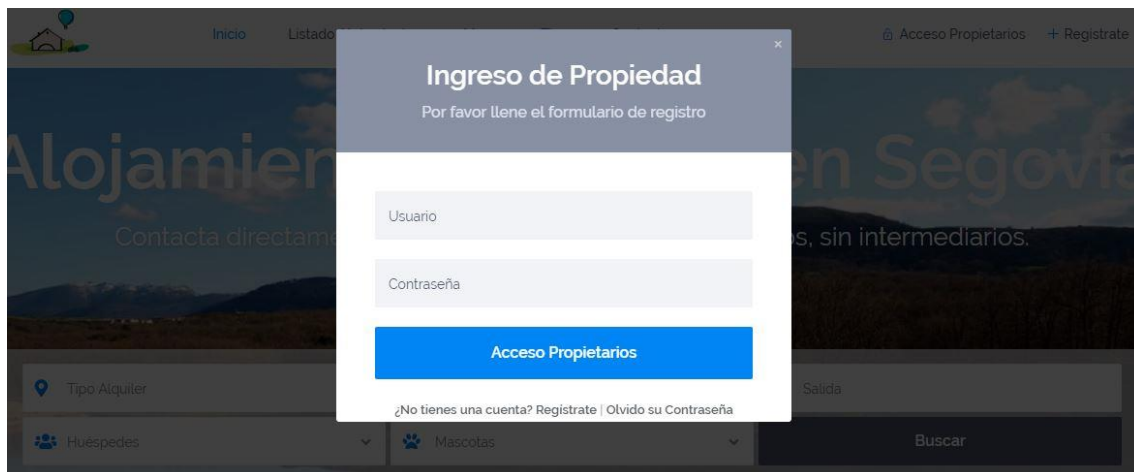 Inicio Listado Acceso Propietarios + Registrate
×
Ingreso de Propiedad
Por favor llene el formulario de registro
Alojamien en Segovia
Contacta directame s, sin intermediarios.
Usuario
Contraseña
Acceso Propietarios
Tipo Alquiler Salida
¿No tienes una cuenta? Regístrate | Olvido su Contraseña
Huéspedes Mascotas Buscar